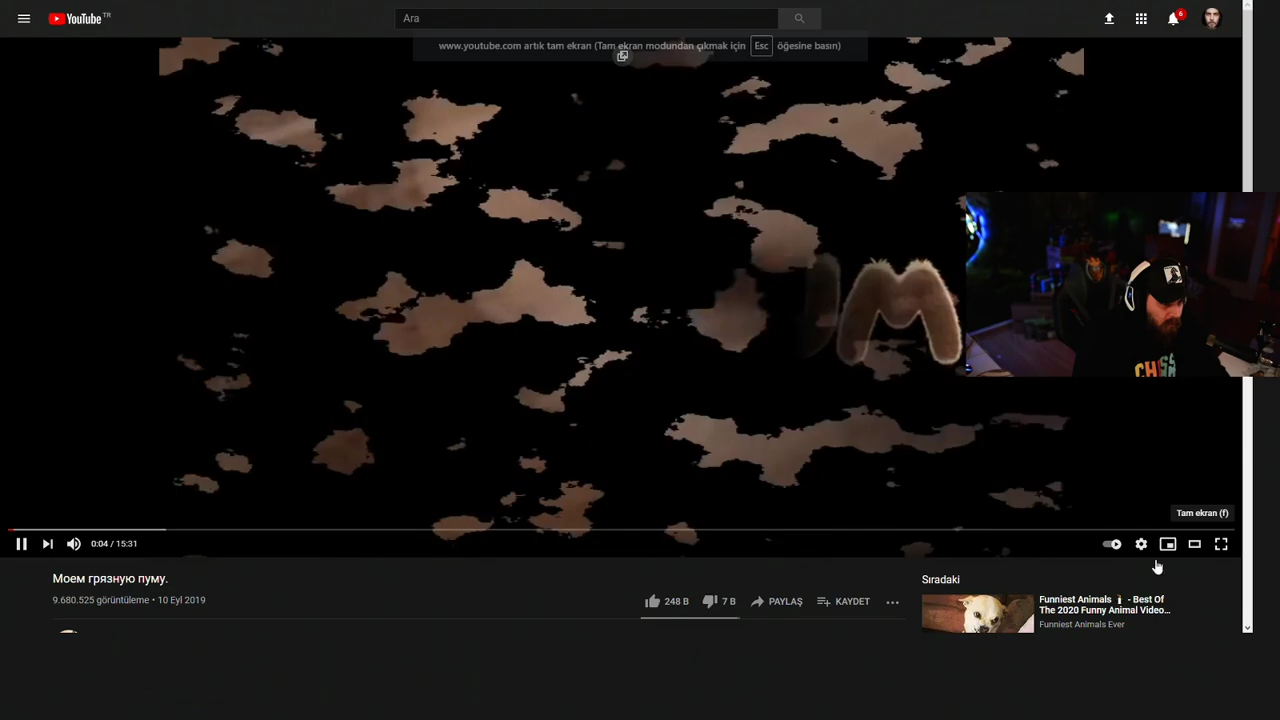 YouTube TR
Ara
6
www.youtube.com artık tam ekran (Tam ekran modundan çıkmak için Esc öğesine basın)
M
CHESS
Tam ekran (f)
0:04 / 15:31
Моем грязную пуму.
9.680.525 görüntüleme • 10 Eyl 2019
248 B
7 B
PAYLAŞ
KAYDET
Sıradaki
Funniest Animals - Best Of
The 2020 Funny Animal Video...
Funniest Animals Ever